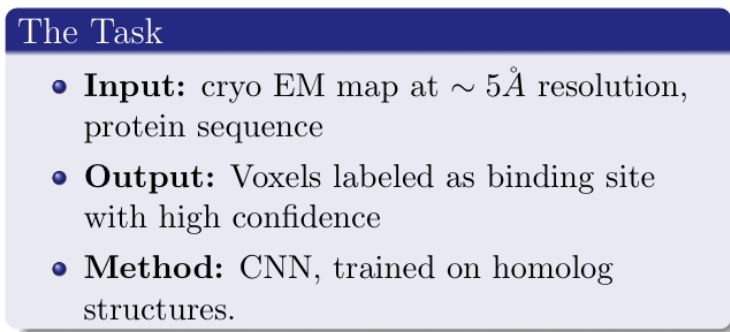 The Task
Input: cryo EM map at ∼ 5Å resolution,
protein sequence
Output: Voxels labeled as binding site
with high confidence
Method: CNN, trained on homolog
structures.